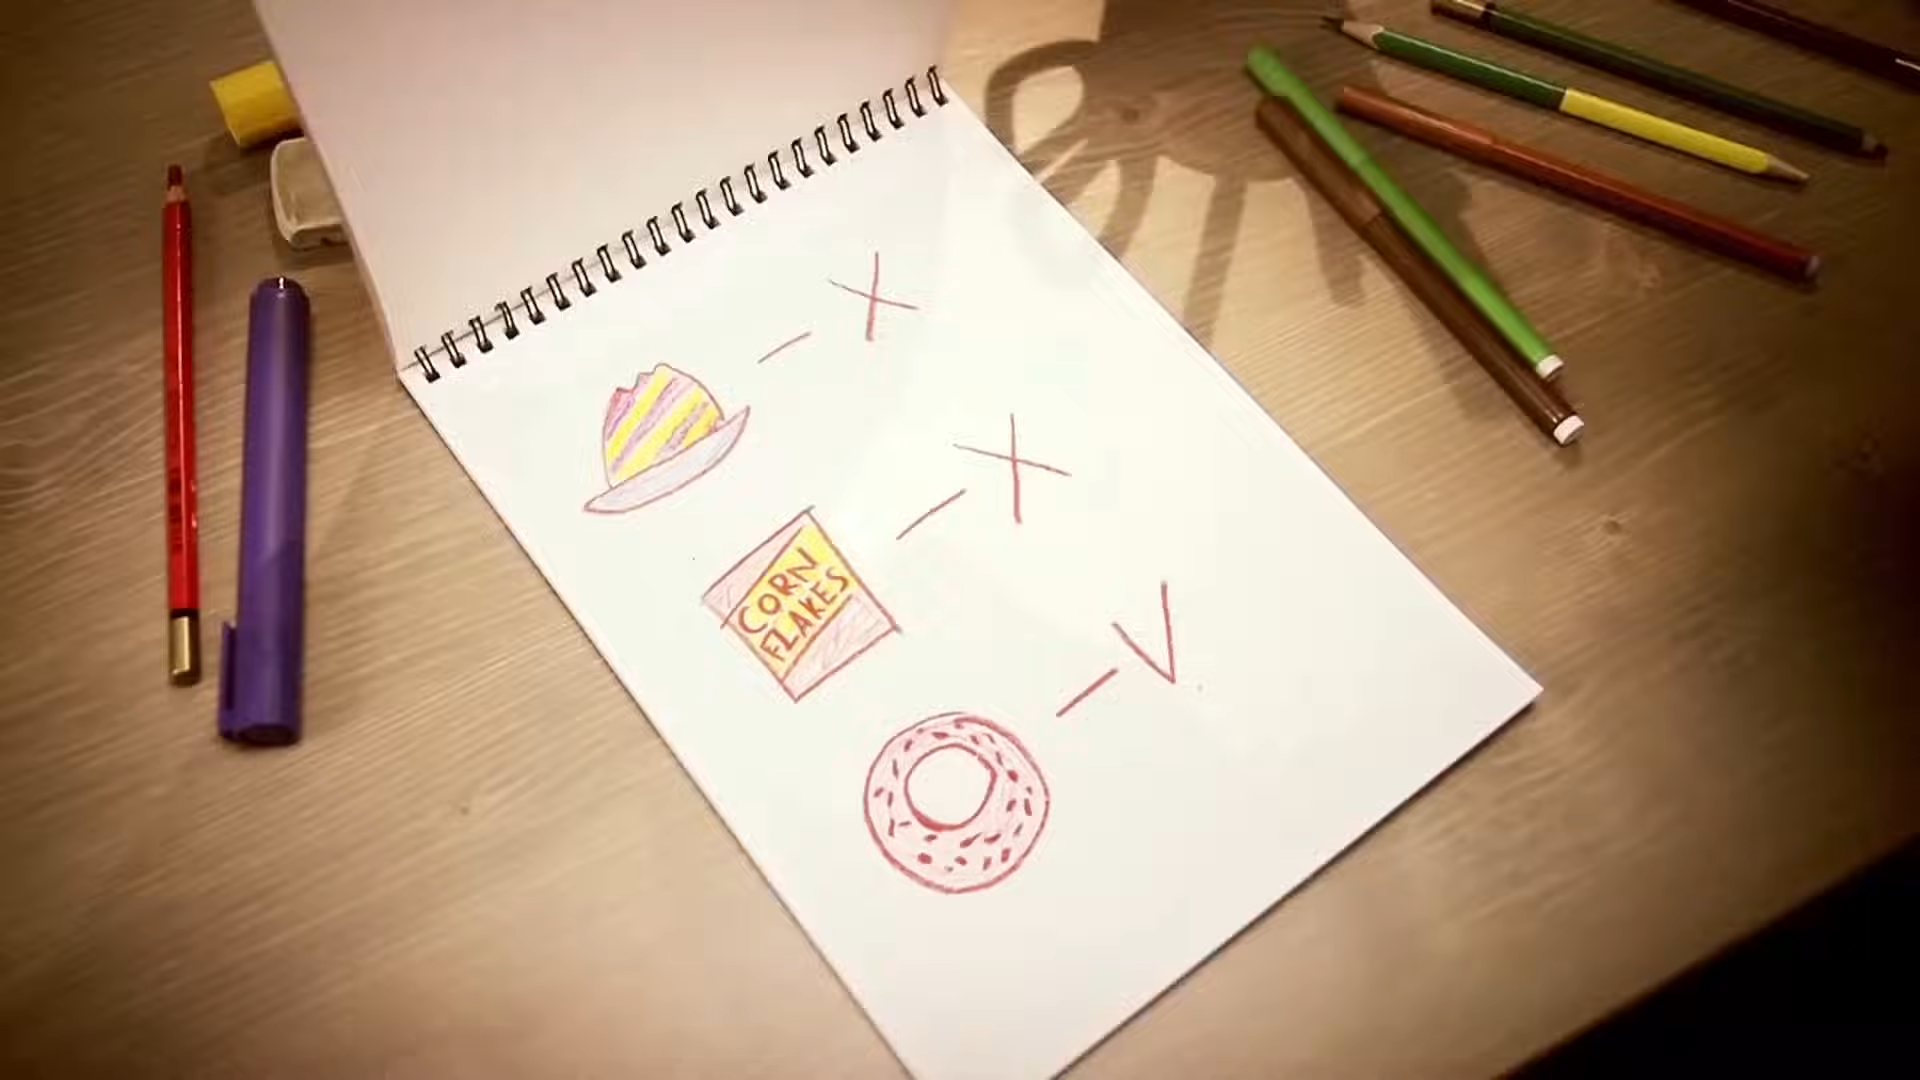 - X
CORN
FLAKES
- X
- V